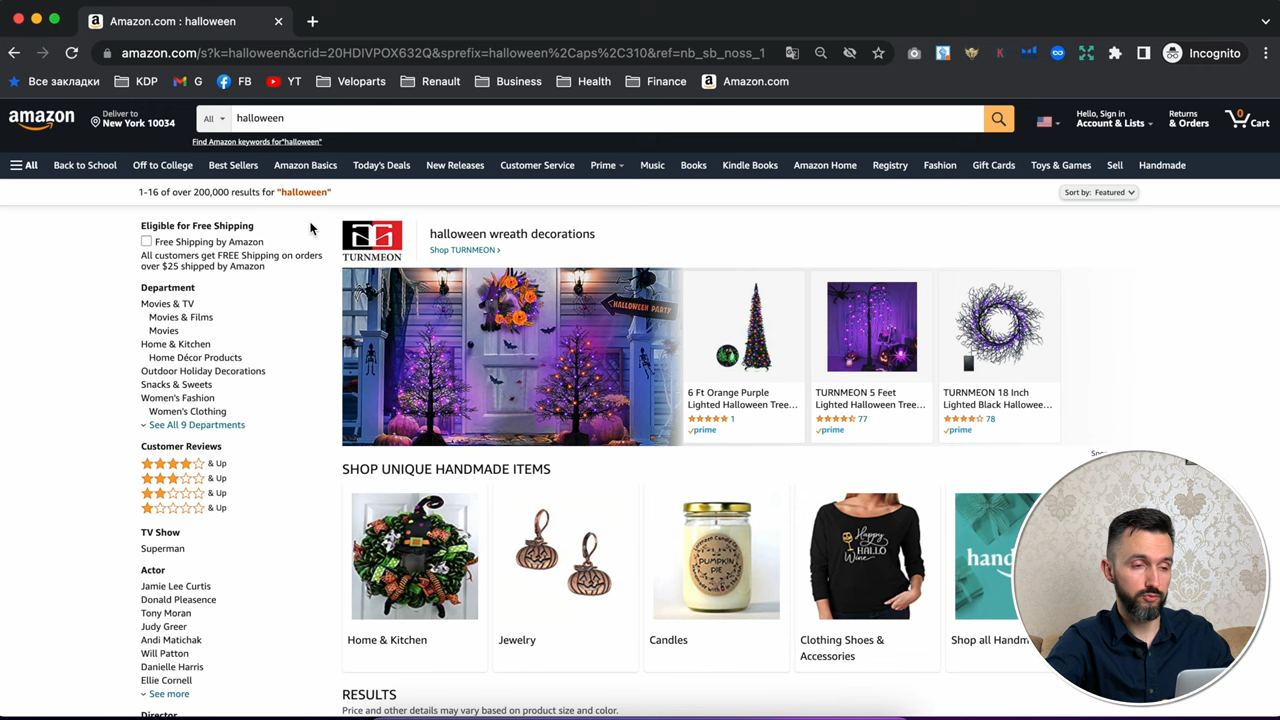 Amazon.com : halloween
amazon.com/s?k=halloween&crid=20HDIVPOX632Q&sprefix=halloween%2Caps%2C310&ref=nb_sb_noss_1
Incognito
Все закладки
KDP
G
FB
YT
Veloparts
Renault
Business
Health
Finance
Amazon.com
amazon
Deliver to
New York 10034
All
halloween
Find Amazon keywords for"halloween"
Hello, Sign in
Account & Lists
Returns
& Orders
0
Cart
All
Back to School
Off to College
Best Sellers
Amazon Basics
Today's Deals
New Releases
Customer Service
Prime
Music
Books
Kindle Books
Amazon Home
Registry
Fashion
Gift Cards
Toys & Games
Sell
Handmade
1-16 of over 200,000 results for "halloween"
Sort by: Featured
Eligible for Free Shipping
Free Shipping by Amazon
All customers get FREE Shipping on orders
over $25 shipped by Amazon
Department
Movies & TV
Movies & Films
Movies
Home & Kitchen
Home Décor Products
Outdoor Holiday Decorations
Snacks & Sweets
Women's Fashion
Women's Clothing
See All 9 Departments
Customer Reviews
& Up
& Up
& Up
& Up
TV Show
Superman
Actor
Jamie Lee Curtis
Donald Pleasence
Tony Moran
Judy Greer
Andi Matichak
Will Patton
Danielle Harris
Ellie Cornell
See more
Director
TURNMEON
halloween wreath decorations
Shop TURNMEON ›
HALLOWEEN PARTY
6 Ft Orange Purple
Lighted Halloween Tree...
1
prime
TURNMEON 5 Feet
Lighted Halloween Tree...
77
prime
TURNMEON 18 Inch
Lighted Black Hallowee...
78
prime
SHOP UNIQUE HANDMADE ITEMS
Home & Kitchen
Jewelry
PUMPKIN
PIE
Candles
Happy
HALLO
Wine
Clothing Shoes &
Accessories
Shop all Handm
RESULTS
Price and other details may vary based on product size and color.